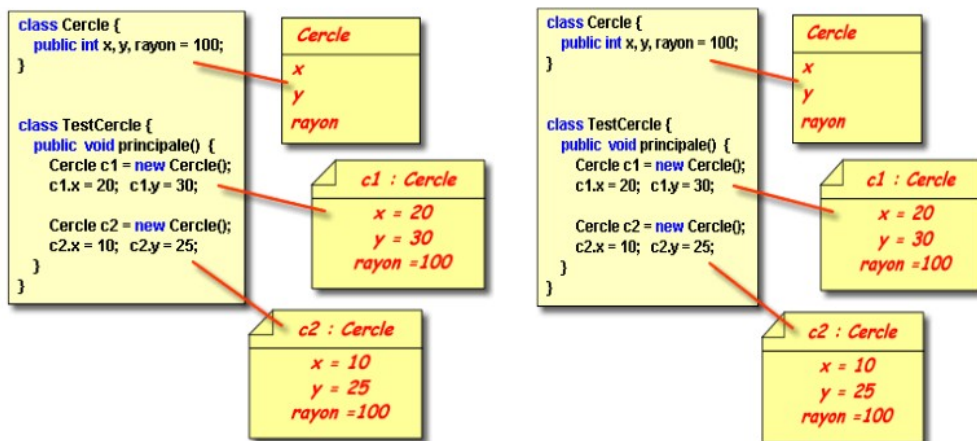 class Cercle {
public int x, y, rayon = 100;
}
class TestCercle {
public void principale() {
Cercle c1 = new Cercle();
c1.x = 20; c1.y = 30;
Cercle c2 = new Cercle();
c2.x = 10; c2.y = 25;
}
}
Cercle
x
y
rayon
c1 : Cercle
x = 20
y = 30
rayon =100
c2 : Cercle
x = 10
y = 25
rayon =100
class Cercle {
public int x, y, rayon = 100;
}
class TestCercle {
public void principale() {
Cercle c1 = new Cercle();
c1.x = 20; c1.y = 30;
Cercle c2 = new Cercle();
c2.x = 10; c2.y = 25;
}
}
Cercle
x
y
rayon
c1 : Cercle
x = 20
y = 30
rayon =100
c2 : Cercle
x = 10
y = 25
rayon =100